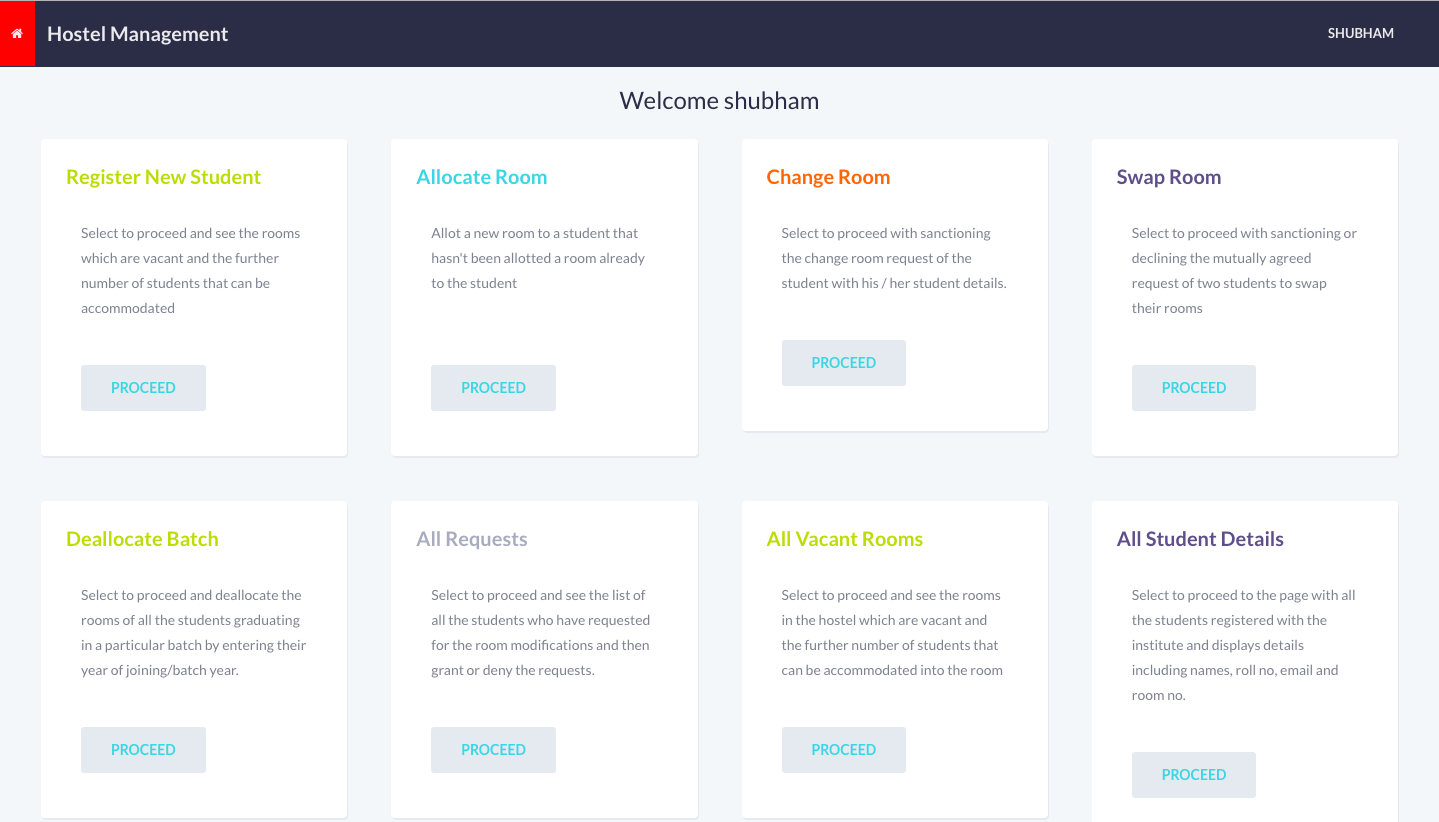 Hostel Management
SHUBHAM
Welcome shubham
Register New Student
Select to proceed and see the rooms
which are vacant and the further
number of students that can be
accommodated
PROCEED
Allocate Room
Allot a new room to a student that
hasn't been allotted a room already
to the student
PROCEED
Change Room
Select to proceed with sanctioning
the change room request of the
student with his / her student details.
PROCEED
Swap Room
Select to proceed with sanctioning or
declining the mutually agreed
request of two students to swap
their rooms
PROCEED
Deallocate Batch
Select to proceed and deallocate the
rooms of all the students graduating
in a particular batch by entering their
year of joining/batch year.
PROCEED
All Requests
Select to proceed and see the list of
all the students who have requested
for the room modifications and then
grant or deny the requests.
PROCEED
All Vacant Rooms
Select to proceed and see the rooms
in the hostel which are vacant and
the further number of students that
can be accommodated into the room
PROCEED
All Student Details
Select to proceed to the page with all
the students registered with the
institute and displays details
including names, roll no, email and
room no.
PROCEED